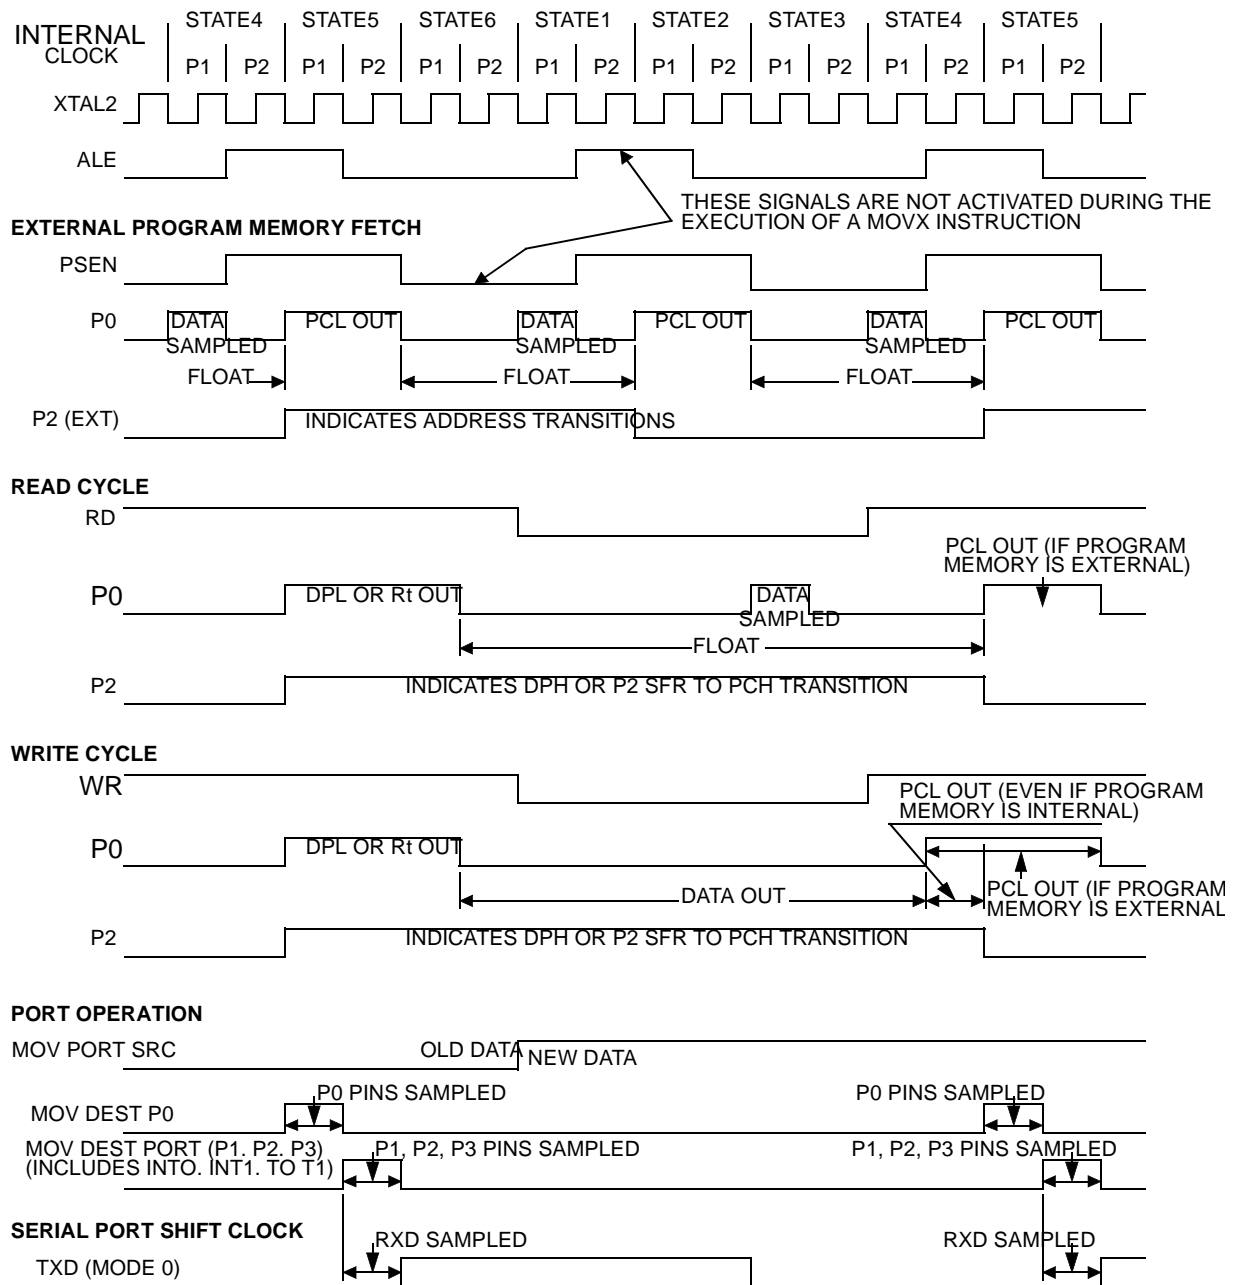 STATE4 STATE5 STATE6 STATE1 STATE2 STATE3 STATE4 STATE5
INTERNAL
CLOCK
P1 P2 P1 P2 P1 P2 P1 P2 P1 P2 P1 P2 P1 P2 P1 P2
XTAL2
ALE
THESE SIGNALS ARE NOT ACTIVATED DURING THE
EXECUTION OF A MOVX INSTRUCTION
EXTERNAL PROGRAM MEMORY FETCH
PSEN
P0 DATA PCL OUT DATA PCL OUT DATA PCL OUT
SAMPLED SAMPLED SAMPLED
FLOAT FLOAT FLOAT
P2 (EXT) INDICATES ADDRESS TRANSITIONS
READ CYCLE
RD
PCL OUT (IF PROGRAM
MEMORY IS EXTERNAL)
P0 DPL OR Rt OUT DATA
SAMPLED
FLOAT
P2 INDICATES DPH OR P2 SFR TO PCH TRANSITION
WRITE CYCLE
WR
PCL OUT (EVEN IF PROGRAM
MEMORY IS INTERNAL)
P0 DPL OR Rt OUT
DATA OUT
PCL OUT (IF PROGRAM
MEMORY IS EXTERNAL
P2 INDICATES DPH OR P2 SFR TO PCH TRANSITION
PORT OPERATION
MOV PORT SRC OLD DATA NEW DATA
P0 PINS SAMPLED P0 PINS SAMPLED
MOV DEST P0
MOV DEST PORT (P1. P2. P3) P1, P2, P3 PINS SAMPLED P1, P2, P3 PINS SAMPLED
(INCLUDES INTO. INT1. TO T1)
SERIAL PORT SHIFT CLOCK
RXD SAMPLED RXD SAMPLED
TXD (MODE 0)